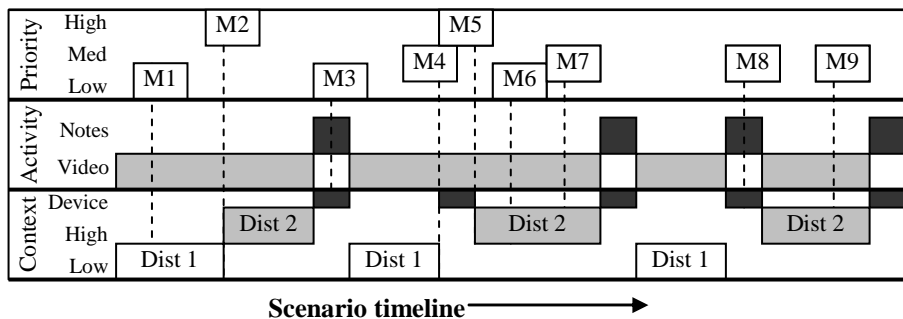 Priority
High
Med
Low
M1
M2
M3
M4
M5
M6
M7
M8
M9
Activity
Notes
Video
Context
Device
High
Low
Dist 1
Dist 2
Dist 1
Dist 2
Dist 1
Dist 2
Scenario timeline